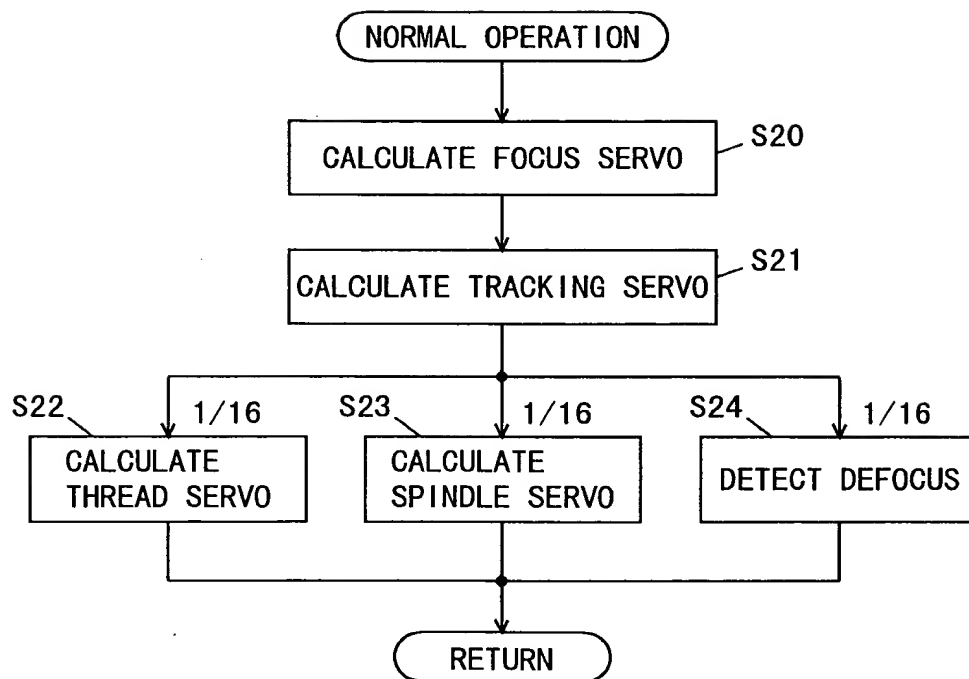 NORMAL OPERATION
CALCULATE FOCUS SERVO
S20
CALCULATE TRACKING SERVO
S21
S22
1/16
CALCULATE
THREAD SERVO
S23
1/16
CALCULATE
SPINDLE SERVO
S24
1/16
DETECT DEFOCUS
RETURN